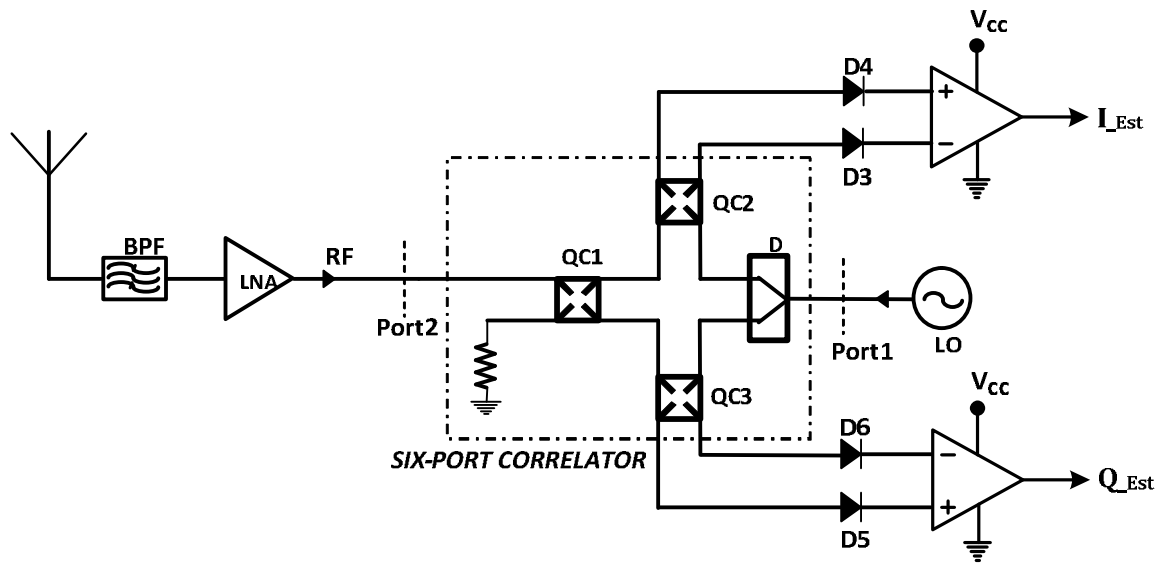 VCC
D4
+
I_Est
−
D3
QC2
BPF
LNA
RF
QC1
D
Port2
Port1
LO
QC3
VCC
SIX-PORT CORRELATOR
D6
−
Q_Est
+
D5